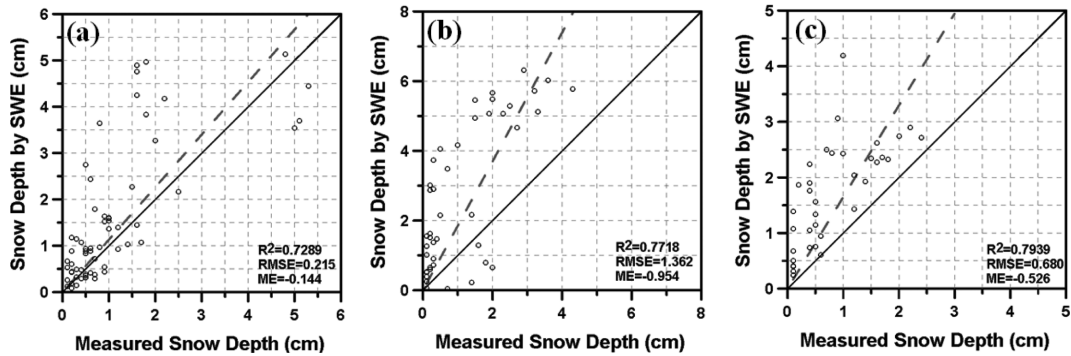 (a)
Snow Depth by SWE (cm)
6
5
4
3
2
1
0
R2=0.7289
RMSE=0.215
ME=-0.144
0 1 2 3 4 5 6
Measured Snow Depth (cm)
(b)
Snow Depth by SWE (cm)
8
6
4
2
0
R2=0.7718
RMSE=1.362
ME=-0.954
0 2 4 6 8
Measured Snow Depth (cm)
(c)
Snow Depth by SWE (cm)
5
4
3
2
1
0
R2=0.7939
RMSE=0.680
ME=-0.526
0 1 2 3 4 5
Measured Snow Depth (cm)